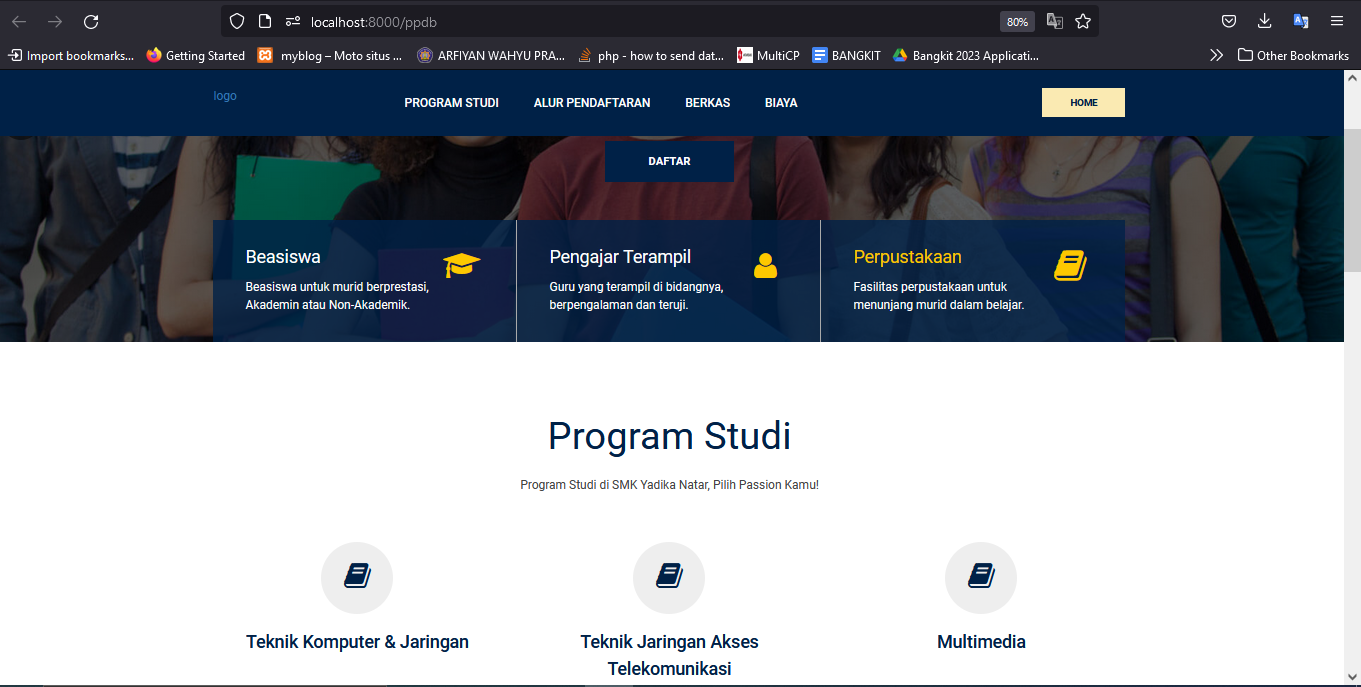 localhost:8000/ppdb
80%
Import bookmarks...
Getting Started
myblog – Moto situs ...
ARFIYAN WAHYU PRA...
php - how to send dat...
MultiCP
BANGKIT
Bangkit 2023 Applicati...
Other Bookmarks
logo
PROGRAM STUDI
ALUR PENDAFTARAN
BERKAS
BIAYA
HOME
DAFTAR
Beasiswa
Beasiswa untuk murid berprestasi,
Akademin atau Non-Akademik.
Pengajar Terampil
Guru yang terampil di bidangnya,
berpengalaman dan teruji.
Perpustakaan
Fasilitas perpustakaan untuk
menunjang murid dalam belajar.
Program Studi
Program Studi di SMK Yadika Natar, Pilih Passion Kamu!
Teknik Komputer & Jaringan
Teknik Jaringan Akses
Telekomunikasi
Multimedia